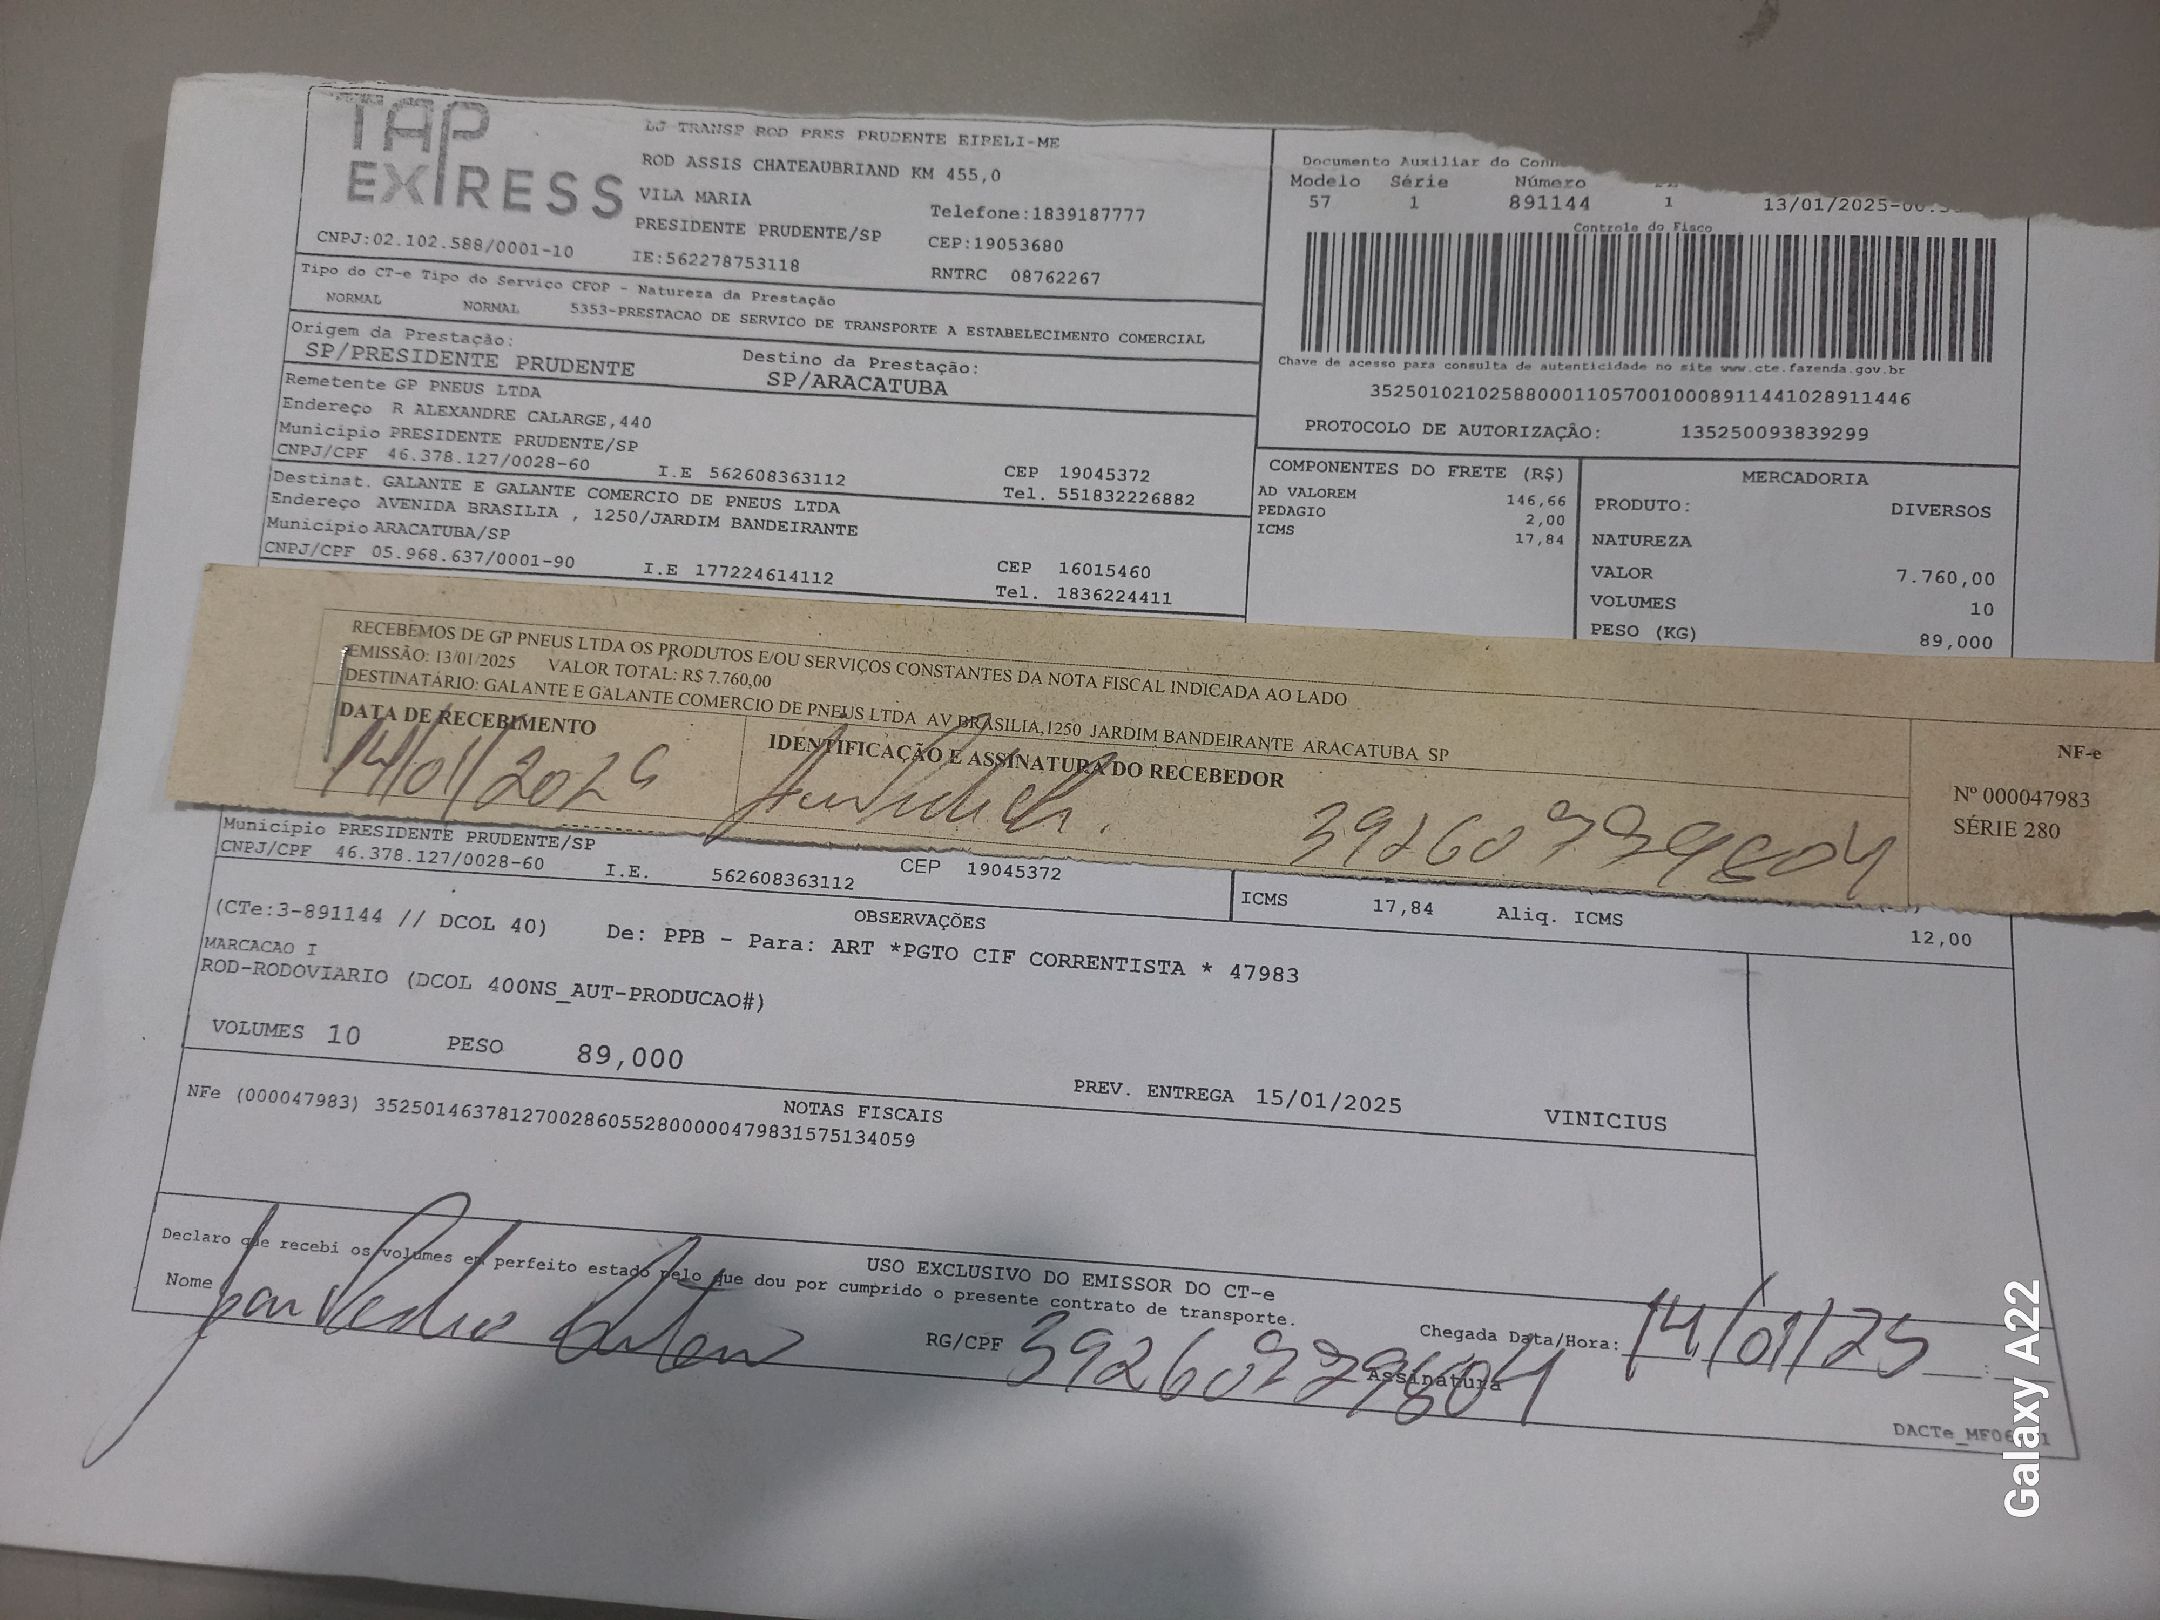 TAP
EXPRESS
LJ TRANSP ROD PRES PRUDENTE EIRELI-ME
ROD ASSIS CHATEAUBRIAND KM 455,0
VILA MARIA
Telefone:1839187777
PRESIDENTE PRUDENTE/SP
CEP:19053680
CNPJ:02.102.588/0001-10
IE:562278753118
RNTRC 08762267
Documento Auxiliar do
Modelo Série Número
57 1 891144 1 13/01/2025
Controle do Fisco
Chave de acesso para consulta de autenticidade no site www.cte.fazenda.gov.br
35250102102588000110570010008911441028911446
PROTOCOLO DE AUTORIZAÇÃO: 135250093839299
Tipo do CT-e Tipo do Serviço CFOP - Natureza da Prestação
NORMAL NORMAL 5353-PRESTACAO DE SERVICO DE TRANSPORTE A ESTABELECIMENTO COMERCIAL
Origem da Prestação: Destino da Prestação:
SP/PRESIDENTE PRUDENTE SP/ARACATUBA
Remetente GP PNEUS LTDA
Endereço R ALEXANDRE CALARGE,440
Município PRESIDENTE PRUDENTE/SP CEP 19045372
CNPJ/CPF 46.378.127/0028-60 I.E 562608363112 Tel. 551832226882
Destinat. GALANTE E GALANTE COMERCIO DE PNEUS LTDA
Endereço AVENIDA BRASILIA , 1250/JARDIM BANDEIRANTE
Município ARACATUBA/SP CEP 16015460
CNPJ/CPF 05.968.637/0001-90 I.E 177224614112 Tel. 1836224411
COMPONENTES DO FRETE (R$)
AD VALOREM 146,66
PEDAGIO 2,00
ICMS 17,84
MERCADORIA
PRODUTO: DIVERSOS
NATUREZA
VALOR 7.760,00
VOLUMES 10
PESO (KG) 89,000
RECEBEMOS DE GP PNEUS LTDA OS PRODUTOS E/OU SERVIÇOS CONSTANTES DA NOTA FISCAL INDICADA AO LADO
EMISSÃO: 13/01/2025 VALOR TOTAL: R$ 7.760,00
DESTINATÁRIO: GALANTE E GALANTE COMERCIO DE PNEUS LTDA AV BRASILIA,1250 JARDIM BANDEIRANTE ARACATUBA SP
DATA DE RECEBIMENTO IDENTIFICAÇÃO E ASSINATURA DO RECEBEDOR
14/01/2025 39260779804
NF-e
Nº 000047983
SÉRIE 280
Município PRESIDENTE PRUDENTE/SP CEP 19045372
CNPJ/CPF 46.378.127/0028-60 I.E. 562608363112
ICMS 17,84 Aliq. ICMS 12,00
OBSERVAÇÕES
(CTe:3-891144 // DCOL 40) De: PPB - Para: ART *PGTO CIF CORRENTISTA * 47983
MARCACAO I
ROD-RODOVIARIO (DCOL 400NS_AUT-PRODUCAO#)
VOLUMES 10 PESO 89,000
PREV. ENTREGA 15/01/2025 VINICIUS
NOTAS FISCAIS
NFe (000047983) 35250146378127002860552800000479831575134059
USO EXCLUSIVO DO EMISSOR DO CT-e
Declaro que recebi os volumes em perfeito estado pelo que dou por cumprido o presente contrato de transporte.
Nome RG/CPF 39260779804 Chegada Data/Hora: 14/01/25
Assinatura
Galaxy A22